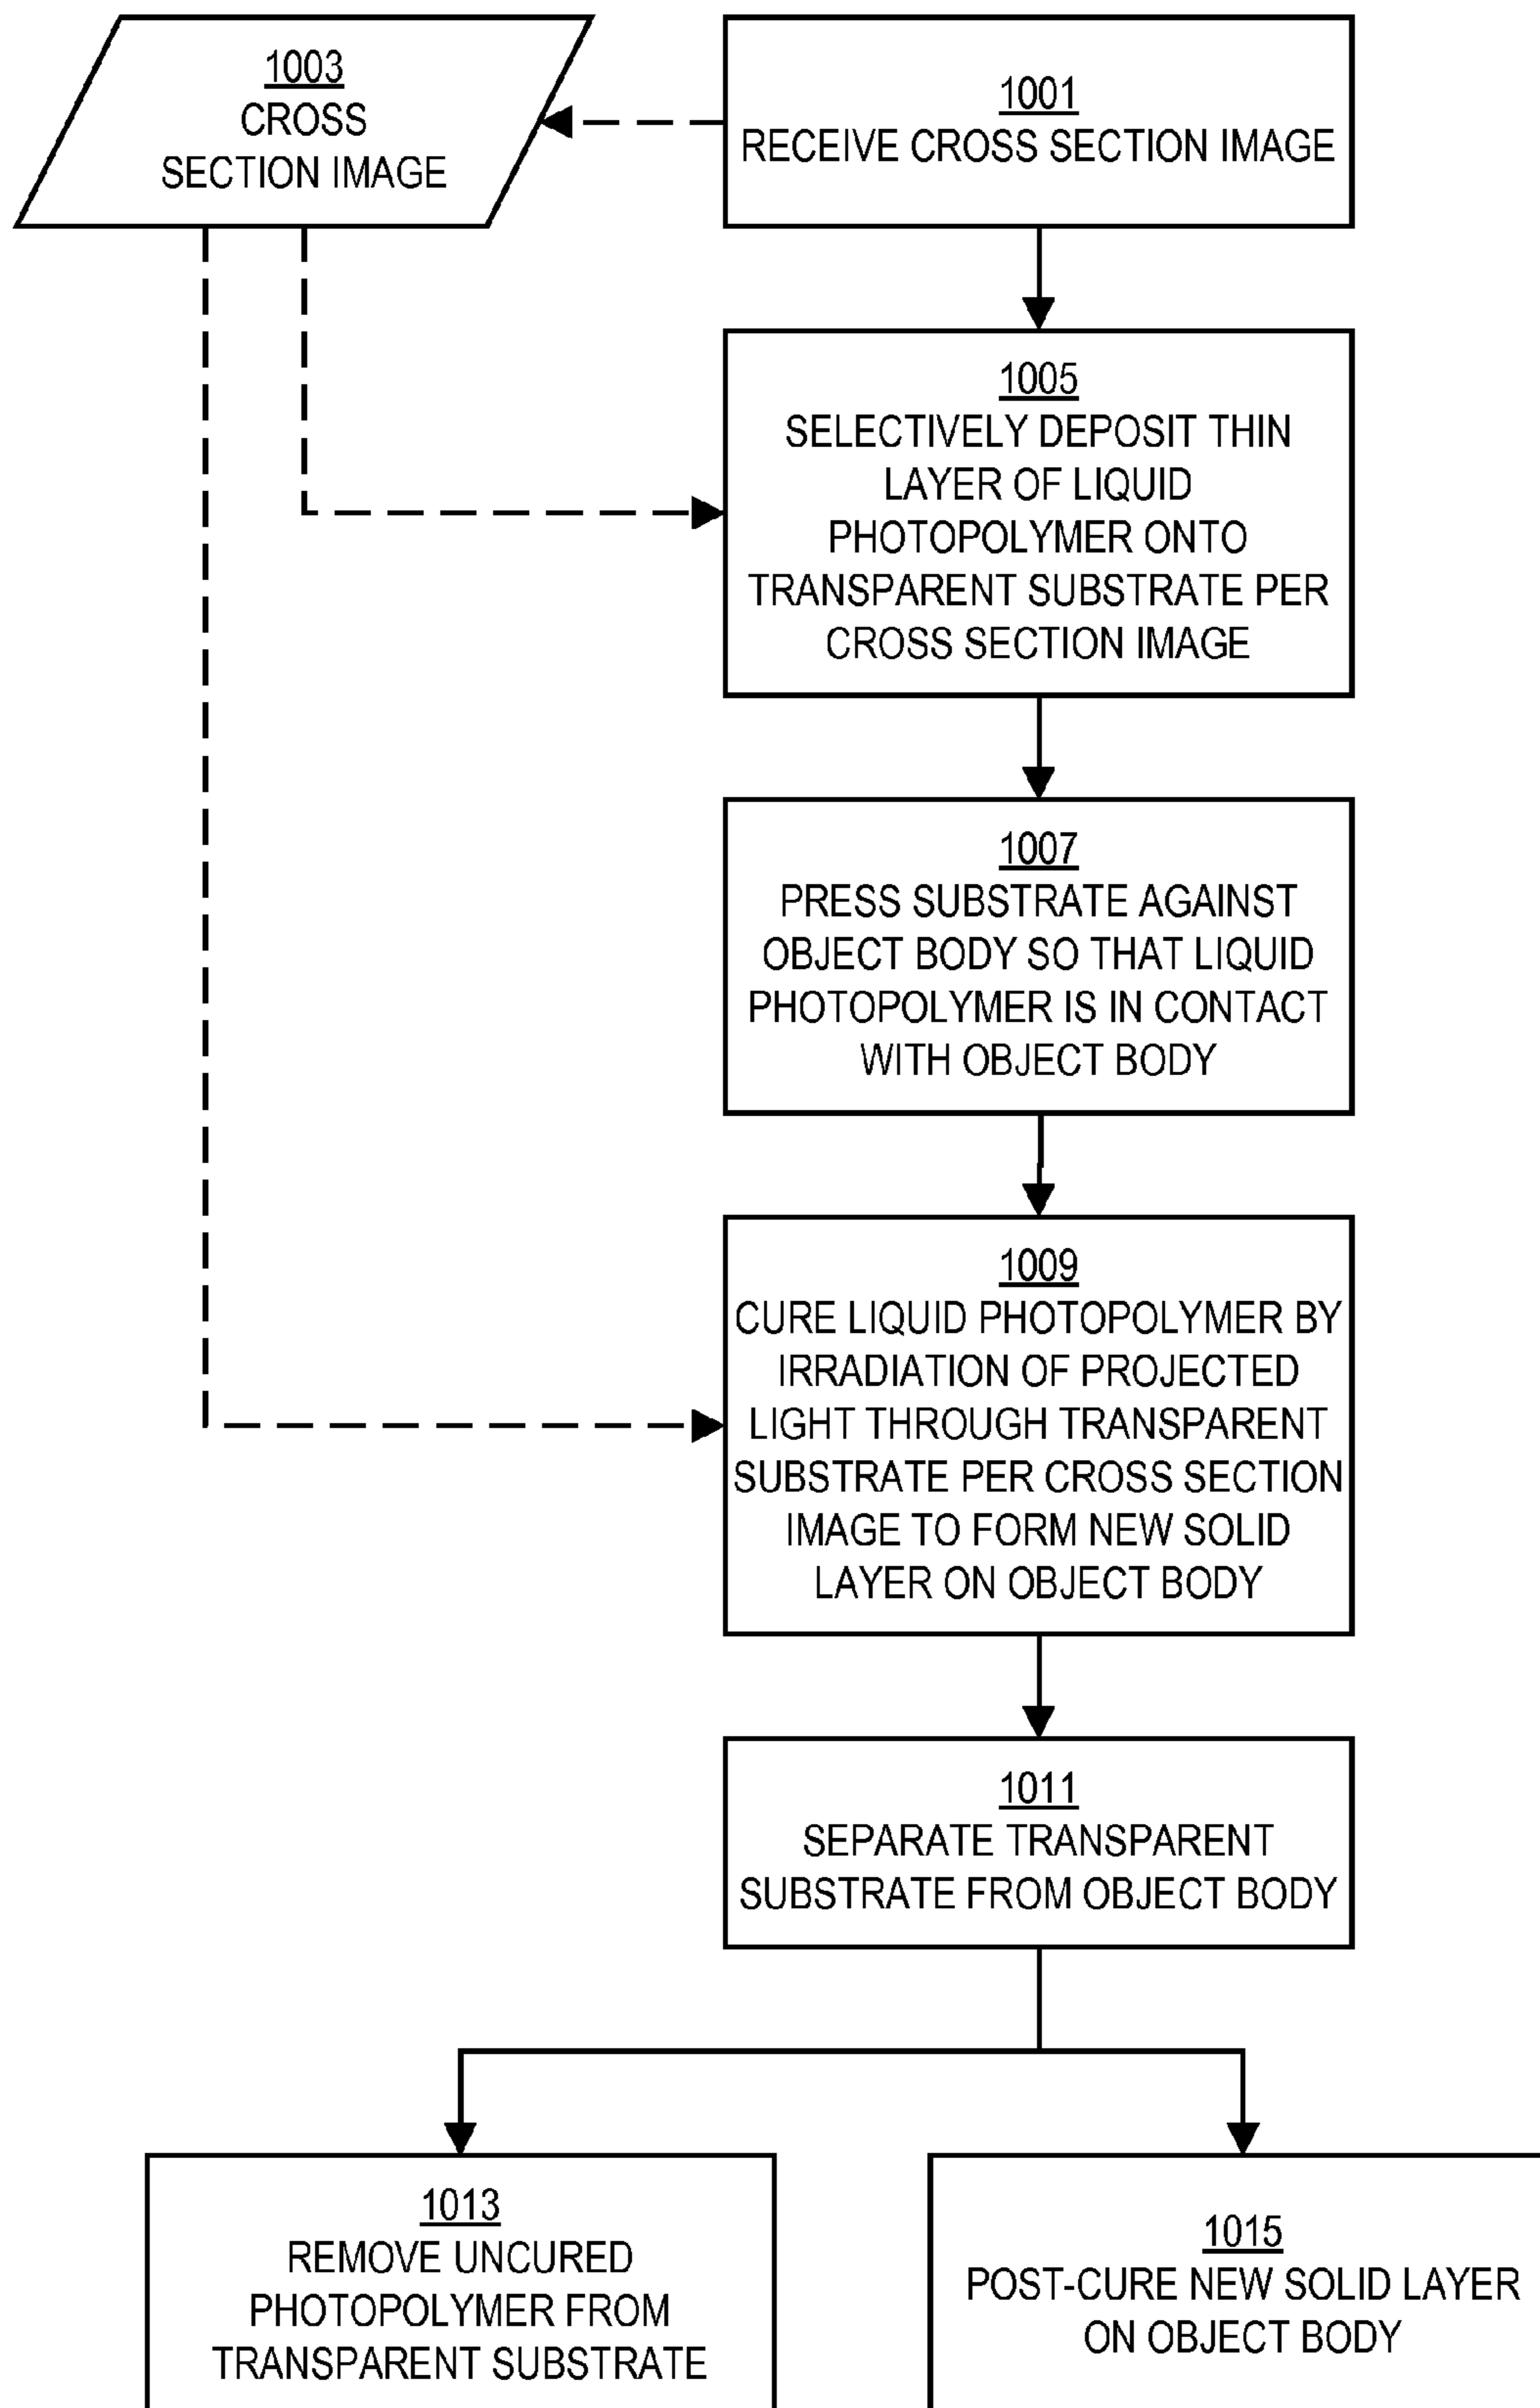 1003
CROSS
SECTION IMAGE
1001
RECEIVE CROSS SECTION IMAGE
1005
SELECTIVELY DEPOSIT THIN
LAYER OF LIQUID
PHOTOPOLYMER ONTO
TRANSPARENT SUBSTRATE PER
CROSS SECTION IMAGE
1007
PRESS SUBSTRATE AGAINST
OBJECT BODY SO THAT LIQUID
PHOTOPOLYMER IS IN CONTACT
WITH OBJECT BODY
1009
CURE LIQUID PHOTOPOLYMER BY
IRRADIATION OF PROJECTED
LIGHT THROUGH TRANSPARENT
SUBSTRATE PER CROSS SECTION
IMAGE TO FORM NEW SOLID
LAYER ON OBJECT BODY
1011
SEPARATE TRANSPARENT
SUBSTRATE FROM OBJECT BODY
1013
REMOVE UNCURED
PHOTOPOLYMER FROM
TRANSPARENT SUBSTRATE
1015
POST-CURE NEW SOLID LAYER
ON OBJECT BODY